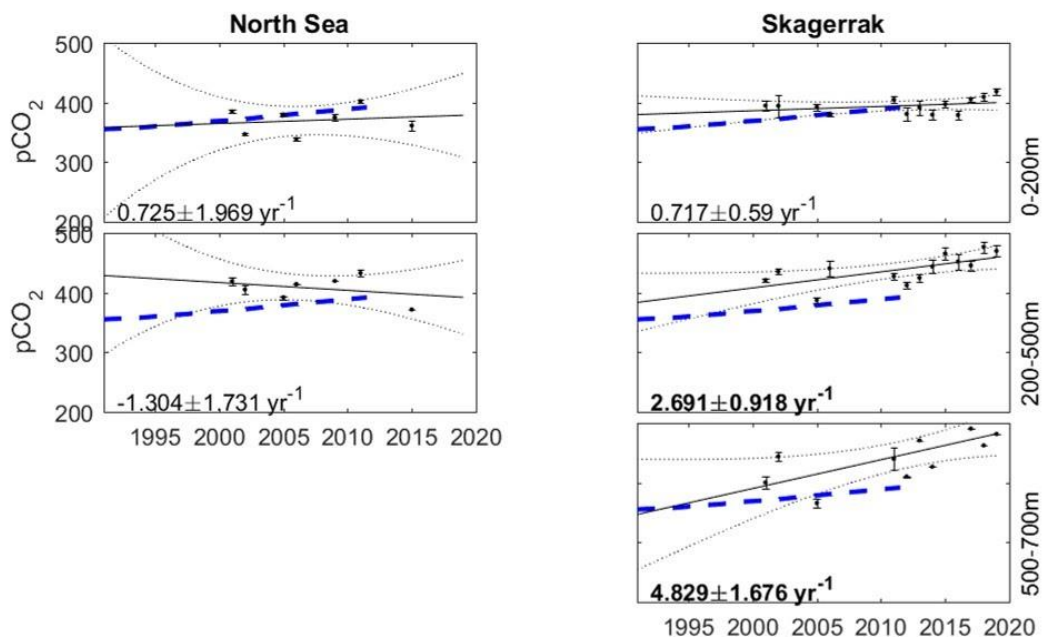 North Sea
Skagerrak
500
400
300
200
pCO2
0.725±1.969 yr-1
0.717±0.59 yr-1
0-200m
500
400
300
200
pCO2
-1.304±1.731 yr-1
2.691±0.918 yr-1
200-500m
1995 2000 2005 2010 2015 2020
4.829±1.676 yr-1
500-700m
1995 2000 2005 2010 2015 2020